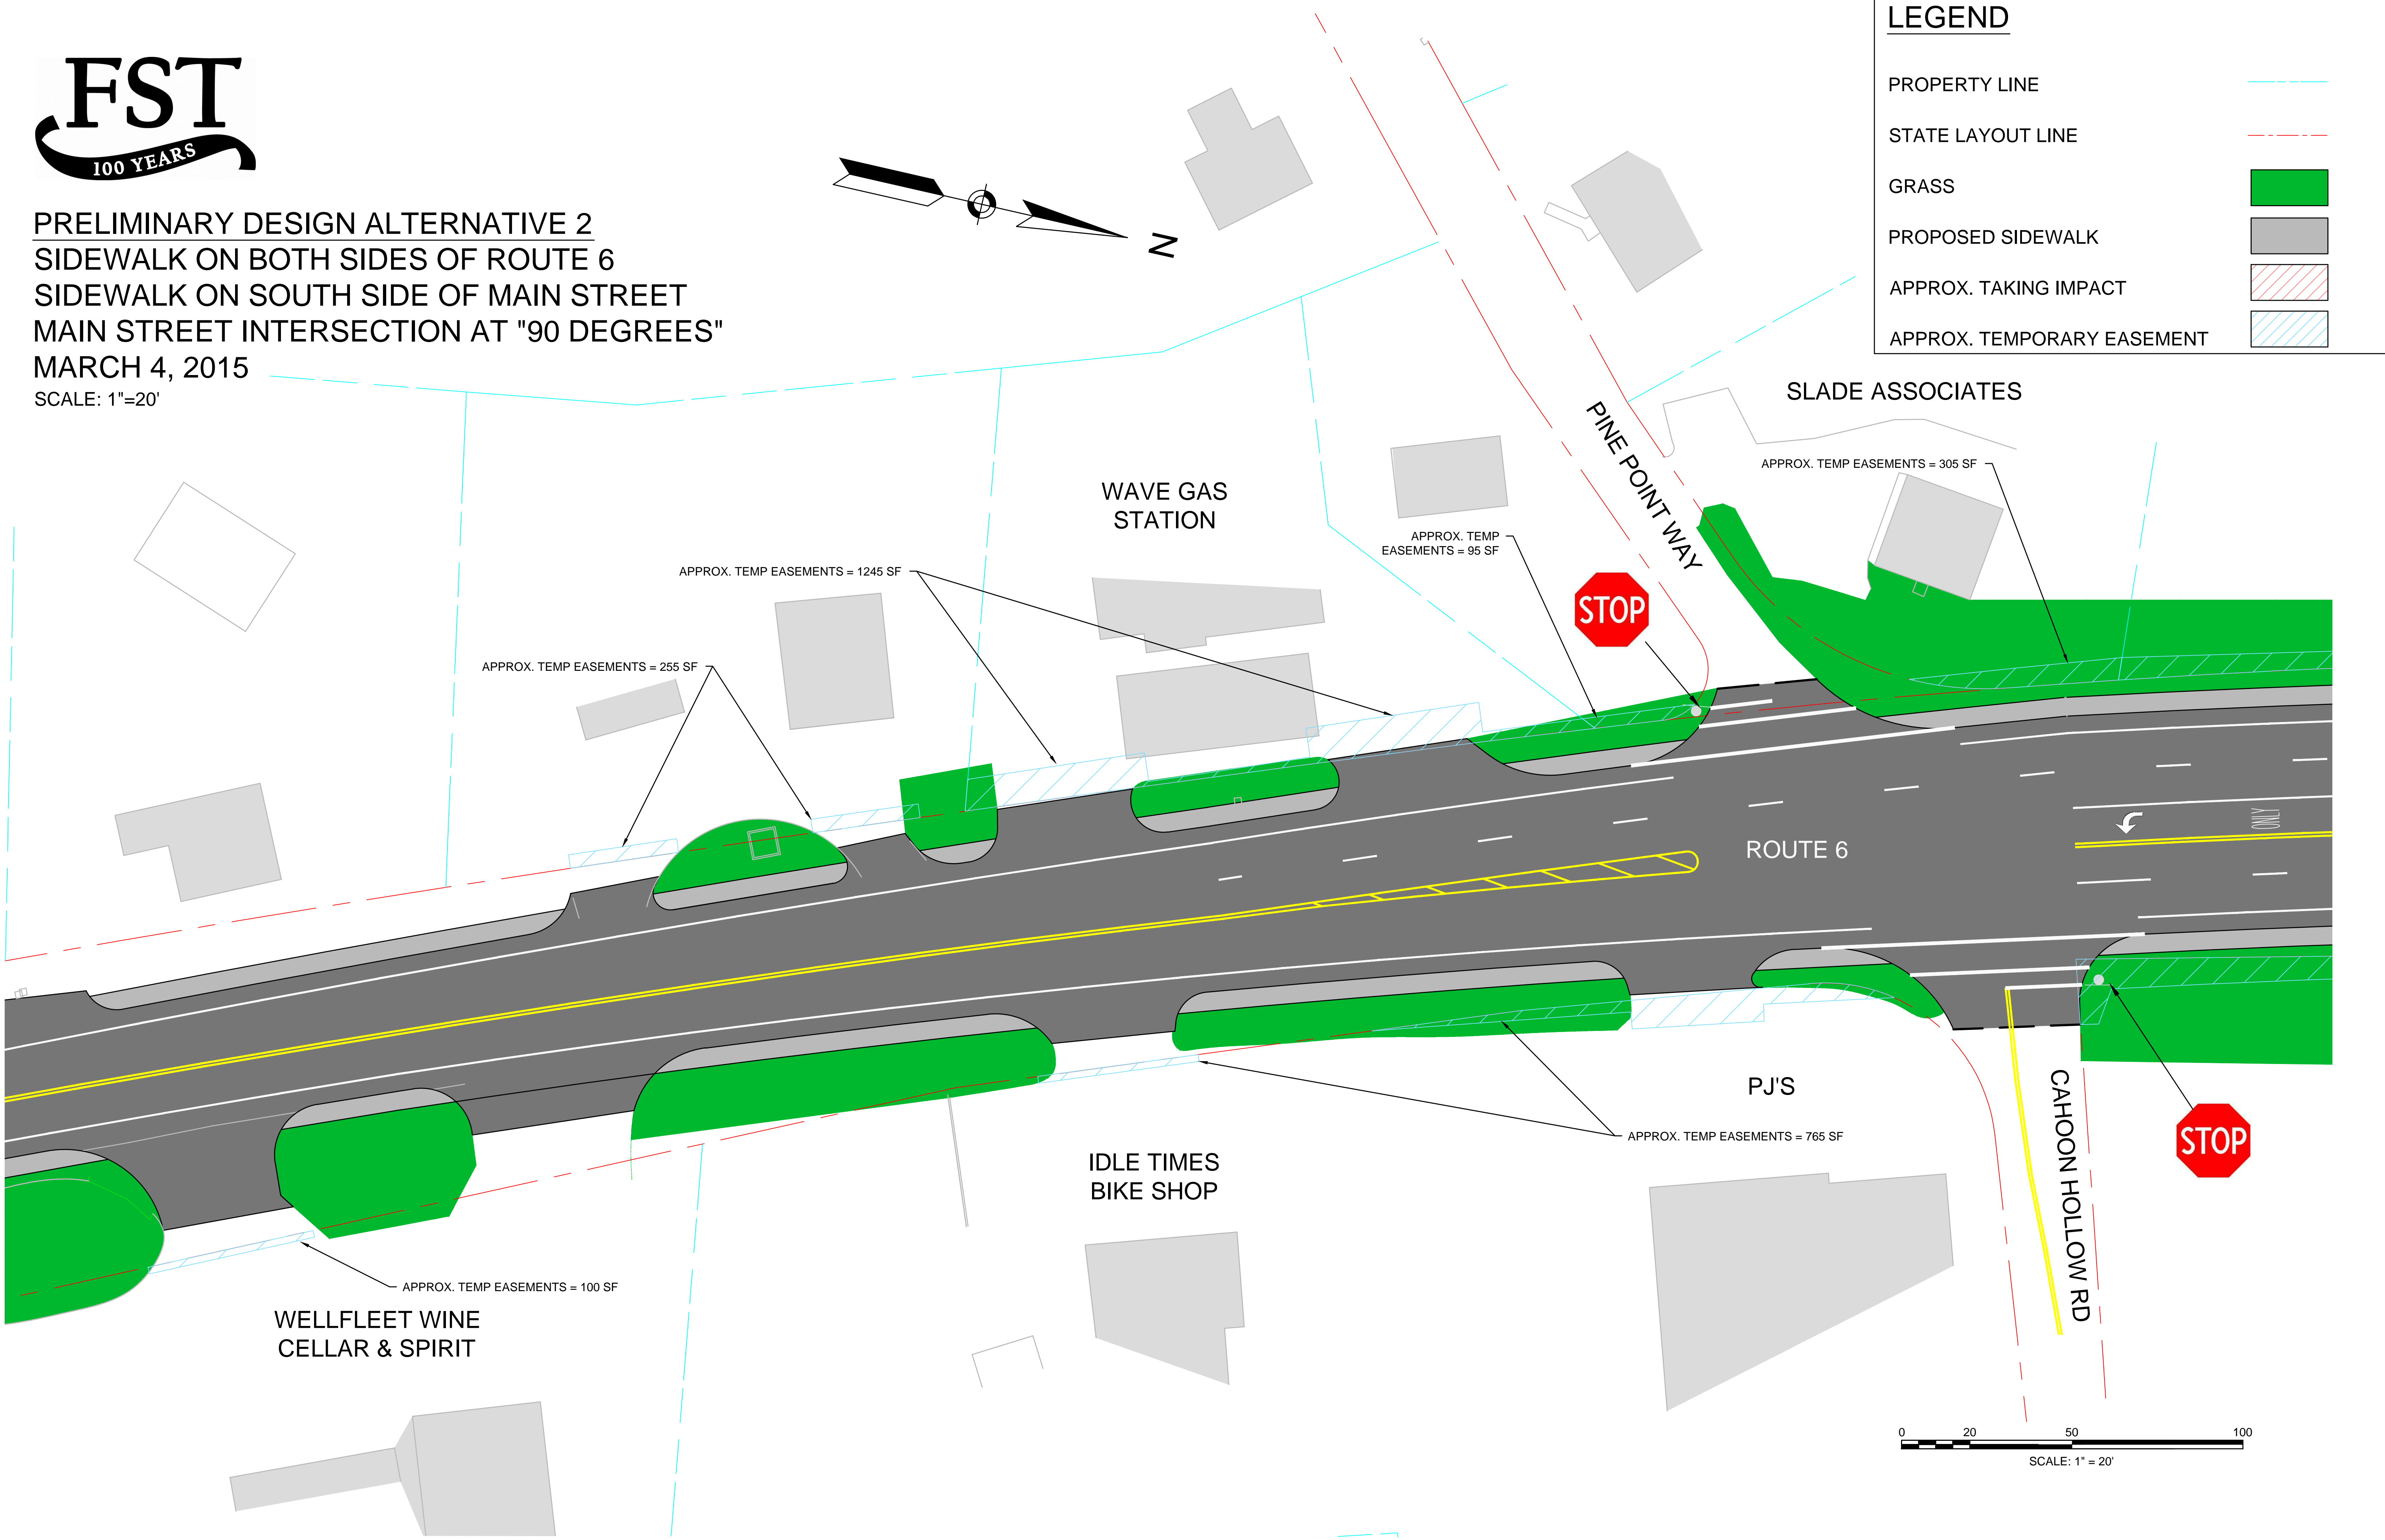 FST
100 YEARS
PRELIMINARY DESIGN ALTERNATIVE 2
SIDEWALK ON BOTH SIDES OF ROUTE 6
SIDEWALK ON SOUTH SIDE OF MAIN STREET
MAIN STREET INTERSECTION AT "90 DEGREES"
MARCH 4, 2015
SCALE: 1"=20'
N
LEGEND
PROPERTY LINE
STATE LAYOUT LINE
GRASS
PROPOSED SIDEWALK
APPROX. TAKING IMPACT
APPROX. TEMPORARY EASEMENT
SLADE ASSOCIATES
APPROX. TEMP EASEMENTS = 305 SF
PINE POINT WAY
WAVE GAS
STATION
APPROX. TEMP
EASEMENTS = 95 SF
APPROX. TEMP EASEMENTS = 1245 SF
STOP
APPROX. TEMP EASEMENTS = 255 SF
ROUTE 6
ONLY
PJ'S
CAHOON HOLLOW RD
STOP
APPROX. TEMP EASEMENTS = 765 SF
IDLE TIMES
BIKE SHOP
APPROX. TEMP EASEMENTS = 100 SF
WELLFLEET WINE
CELLAR & SPIRIT
0 20 50 100
SCALE: 1" = 20'